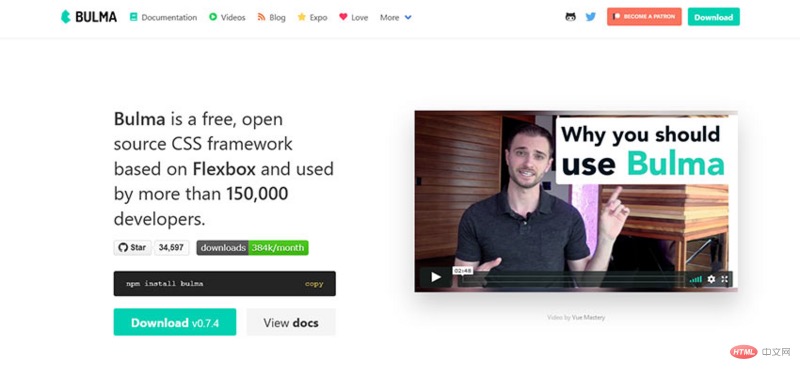 BULMA Documentation Videos Blog Expo Love More BECOME A PATRON Download
Bulma is a free, open
source CSS framework
based on Flexbox and used
by more than 150,000
developers.
Star 34,597 downloads 384k/month
npm install bulma copy
Download v0.7.4 View docs
Why you should
use Bulma
02:48
Video by Vue Mastery
HTML 中文网